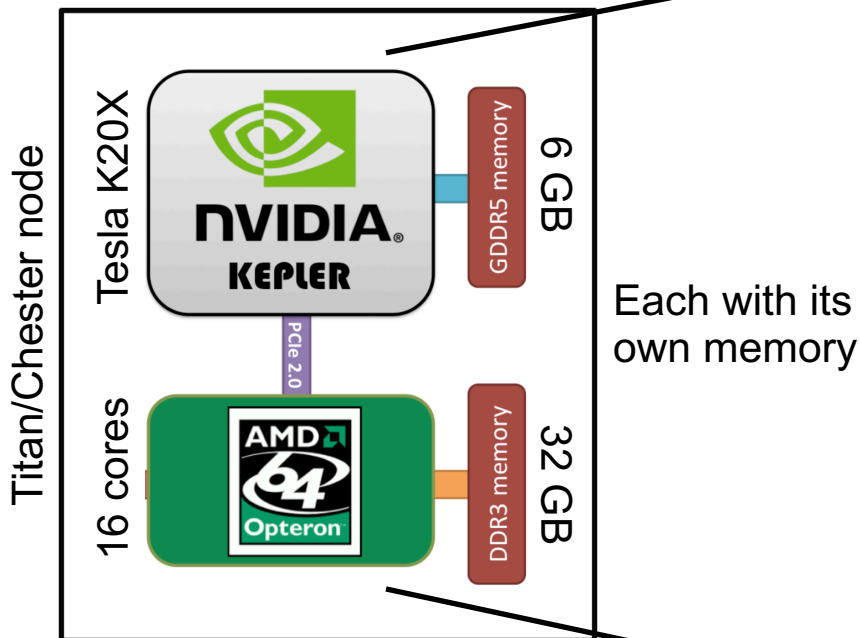 Titan/Chester node
Tesla K20X
NVIDIA®
KEPLER
GDDR5 memory
6 GB
PCIe 2.0
Each with its
own memory
16 cores
AMD
64
Opteron™
DDR3 memory
32 GB